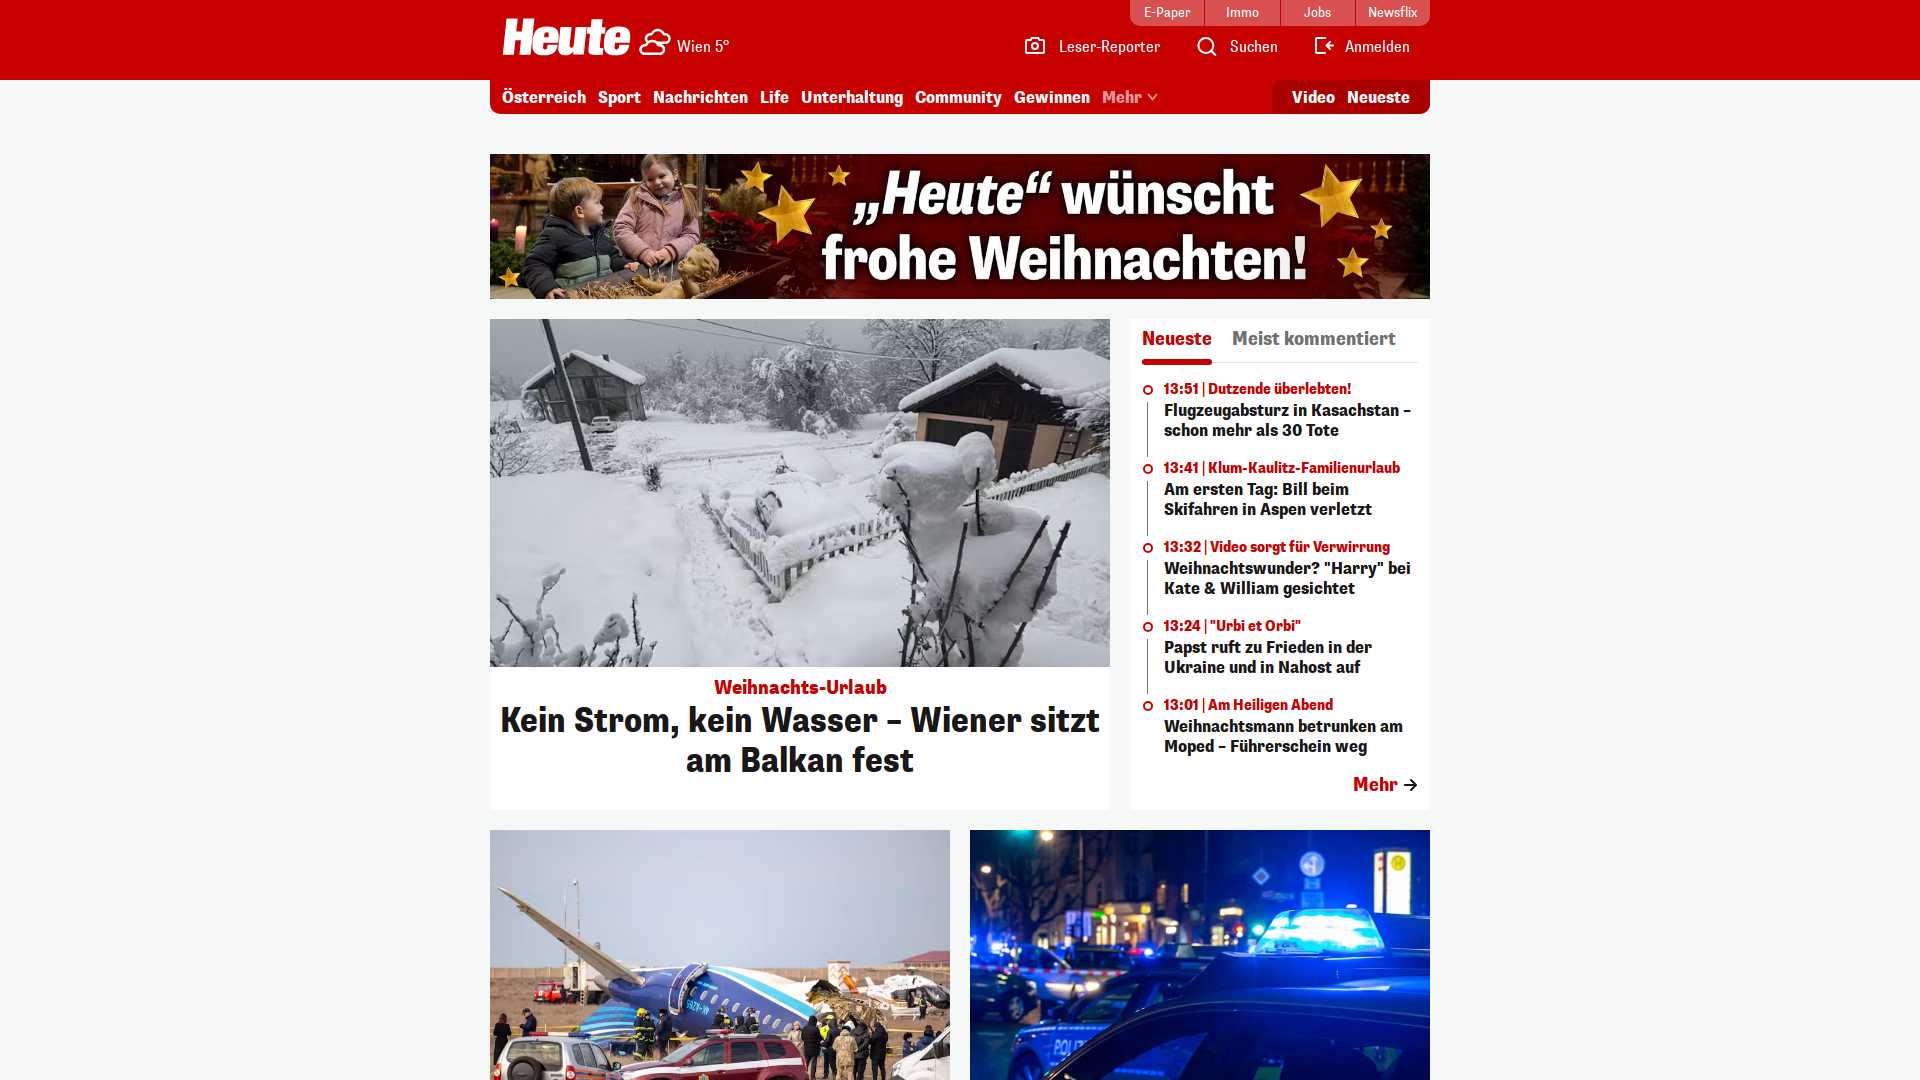 E-Paper
Immo
Jobs
Newsflix
Heute
Wien 5°
Leser-Reporter
Suchen
Anmelden
Österreich Sport Nachrichten Life Unterhaltung Community Gewinnen Mehr
Video Neueste
„Heute“ wünscht
frohe Weihnachten!
Weihnachts-Urlaub
Kein Strom, kein Wasser – Wiener sitzt
am Balkan fest
Neueste
Meist kommentiert
13:51 | Dutzende überlebten!
Flugzeugabsturz in Kasachstan –
schon mehr als 30 Tote
13:41 | Klum-Kaulitz-Familienurlaub
Am ersten Tag: Bill beim
Skifahren in Aspen verletzt
13:32 | Video sorgt für Verwirrung
Weihnachtswunder? "Harry" bei
Kate & William gesichtet
13:24 | "Urbi et Orbi"
Papst ruft zu Frieden in der
Ukraine und in Nahost auf
13:01 | Am Heiligen Abend
Weihnachtsmann betrunken am
Moped – Führerschein weg
Mehr
H